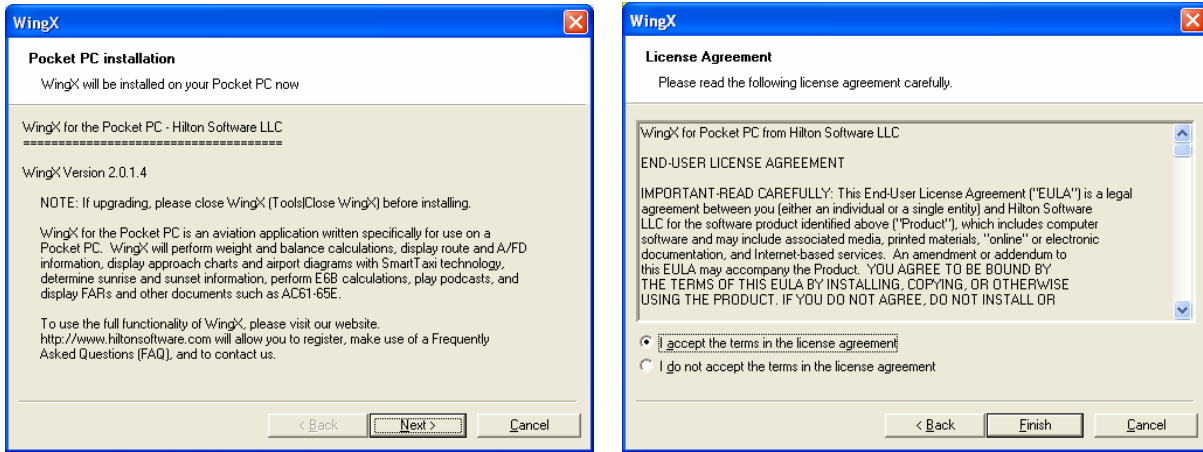 WingX
Pocket PC installation
WingX will be installed on your Pocket PC now
WingX for the Pocket PC - Hilton Software LLC
=====================================
WingX Version 2.0.1.4
NOTE: If upgrading, please close WingX (Tools|Close WingX) before installing.
WingX for the Pocket PC is an aviation application written specifically for use on a
Pocket PC.  WingX will perform weight and balance calculations, display route and A/FD
information, display approach charts and airport diagrams with SmartTaxi technology,
determine sunrise and sunset information, perform E6B calculations, play podcasts, and
display FARs and other documents such as AC61-65E.
To use the full functionality of WingX, please visit our website.
http://www.hiltonsoftware.com will allow you to register, make use of a Frequently
Asked Questions (FAQ), and to contact us.
< Back
Next >
Cancel
WingX
License Agreement
Please read the following license agreement carefully.
WingX for Pocket PC from Hilton Software LLC
END-USER LICENSE AGREEMENT
IMPORTANT-READ CAREFULLY: This End-User License Agreement ("EULA") is a legal
agreement between you (either an individual or a single entity) and Hilton Software
LLC for the software product identified above ("Product"), which includes computer
software and may include associated media, printed materials, "online" or electronic
documentation, and Internet-based services.  An amendment or addendum to
this EULA may accompany the Product.  YOU AGREE TO BE BOUND BY
THE TERMS OF THIS EULA BY INSTALLING, COPYING, OR OTHERWISE
USING THE PRODUCT. IF YOU DO NOT AGREE, DO NOT INSTALL OR
I accept the terms in the license agreement
I do not accept the terms in the license agreement
< Back
Finish
Cancel